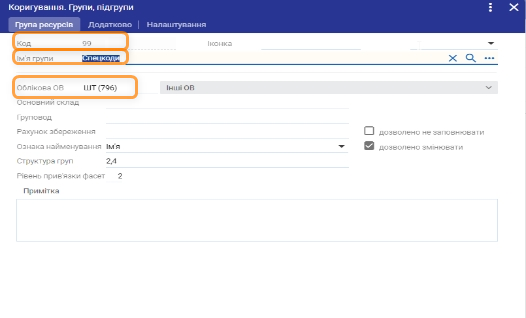 Коригування. Групи, підгрупи
Група ресурсів Додатково Налаштування
Код 99 Іконка
Ім'я групи Спецкоди
Облікова ОВ ШТ (796) Інші ОВ
Основний склад
Груповод
Рахунок збереження дозволено не заповнювати
Ознака найменування Ім'я дозволено змінювати
Структура груп 2,4
Рівень прив'язки фасет 2
Примітка